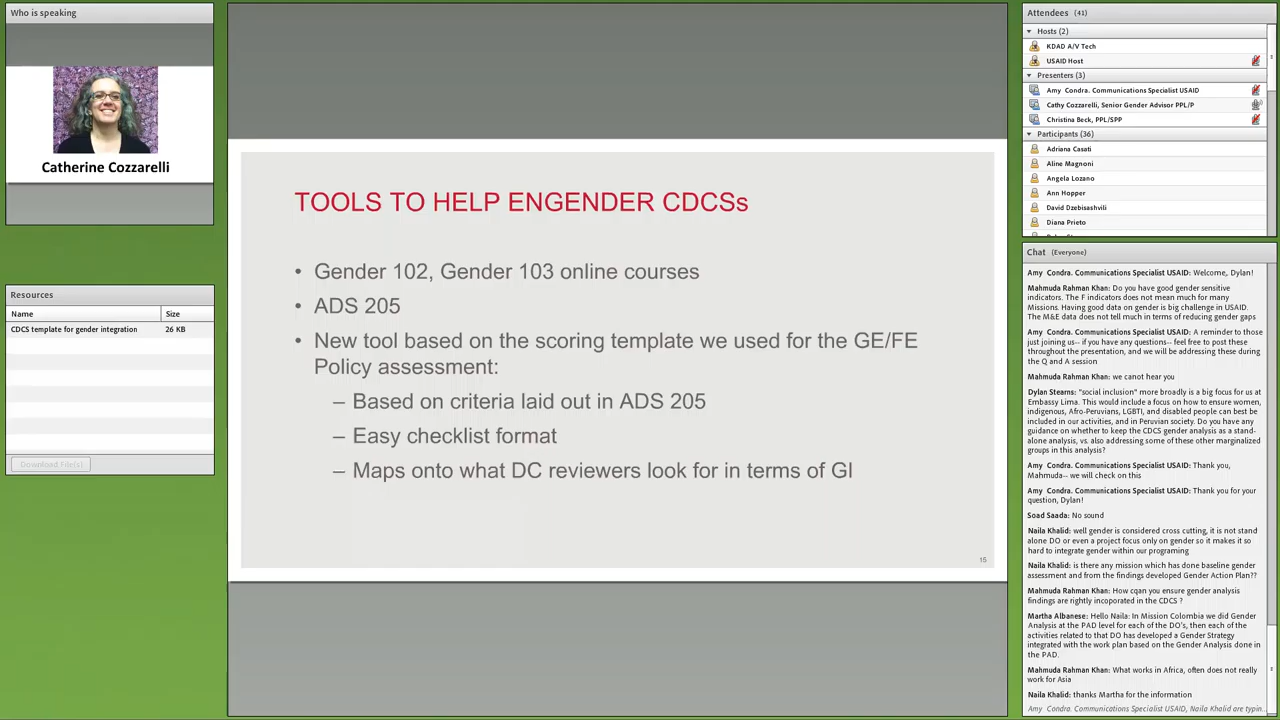 Who is speaking
Catherine Cozzarelli
Resources
Name Size
CDCS template for gender integration 26 KB
Download File(s)
TOOLS TO HELP ENGENDER CDCSs
• Gender 102, Gender 103 online courses
• ADS 205
• New tool based on the scoring template we used for the GE/FE
Policy assessment:
– Based on criteria laid out in ADS 205
– Easy checklist format
– Maps onto what DC reviewers look for in terms of GI
15
Attendees (41)
Hosts (2)
KDAD A/V Tech
USAID Host
Presenters (3)
Amy Condra. Communications Specialist USAID
Cathy Cozzarelli, Senior Gender Advisor PPL/P
Christina Beck, PPL/SPP
Participants (36)
Adriana Casati
Aline Magnoni
Angela Lozano
Ann Hopper
David Dzebisashvili
Diana Prieto
Chat (Everyone)
Amy Condra. Communications Specialist USAID: Welcome, Dylan!
Mahmuda Rahman Khan: Do you have good gender sensitive
indicators. The F indicators does not mean much for many
Missions. Having good data on gender is big challenge in USAID.
The M&E data does not tell much in terms of reducing gender gaps
Amy Condra. Communications Specialist USAID: A reminder to those
just joining us-- if you have any questions-- feel free to post these
throughout the presentation, and we will be addressing these during
the Q and A session
Mahmuda Rahman Khan: we canot hear you
Dylan Stearns: "social inclusion" more broadly is a big focus for us at
Embassy Lima. This would include a focus on how to ensure women,
indigenous, Afro-Peruvians, LGBTI, and disabled people can best be
included in our activities, and in Peruvian society. Do you have any
guidance on whether to keep the CDCS gender analysis as a stand-
alone analysis, vs. also addressing some of these other marginalized
groups in this analysis?
Amy Condra. Communications Specialist USAID: Thank you,
Mahmuda-- we will check on this
Amy Condra. Communications Specialist USAID: Thank you for your
question, Dylan!
Soad Saada: No sound
Naila Khalid: well gender is considered cross cutting, it is not stand
alone DO or even a project focus only on gender so it makes it so
hard to integrate gender within our programing
Naila Khalid: is there any mission which has done baseline gender
assessment and from the findings developed Gender Action Plan??
Mahmuda Rahman Khan: How cqan you ensure gender analysis
findings are rightly incoporated in the CDCS ?
Martha Albanese: Hello Naila: In Mission Colombia we did Gender
Analysis at the PAD level for each of the DO's, then each of the
activities related to that DO has developed a Gender Strategy
integrated with the work plan based on the Gender Analysis done in
the PAD.
Mahmuda Rahman Khan: What works in Africa, often does not really
work for Asia
Naila Khalid: thanks Martha for the information
Amy Condra. Communications Specialist USAID, Naila Khalid are typin...